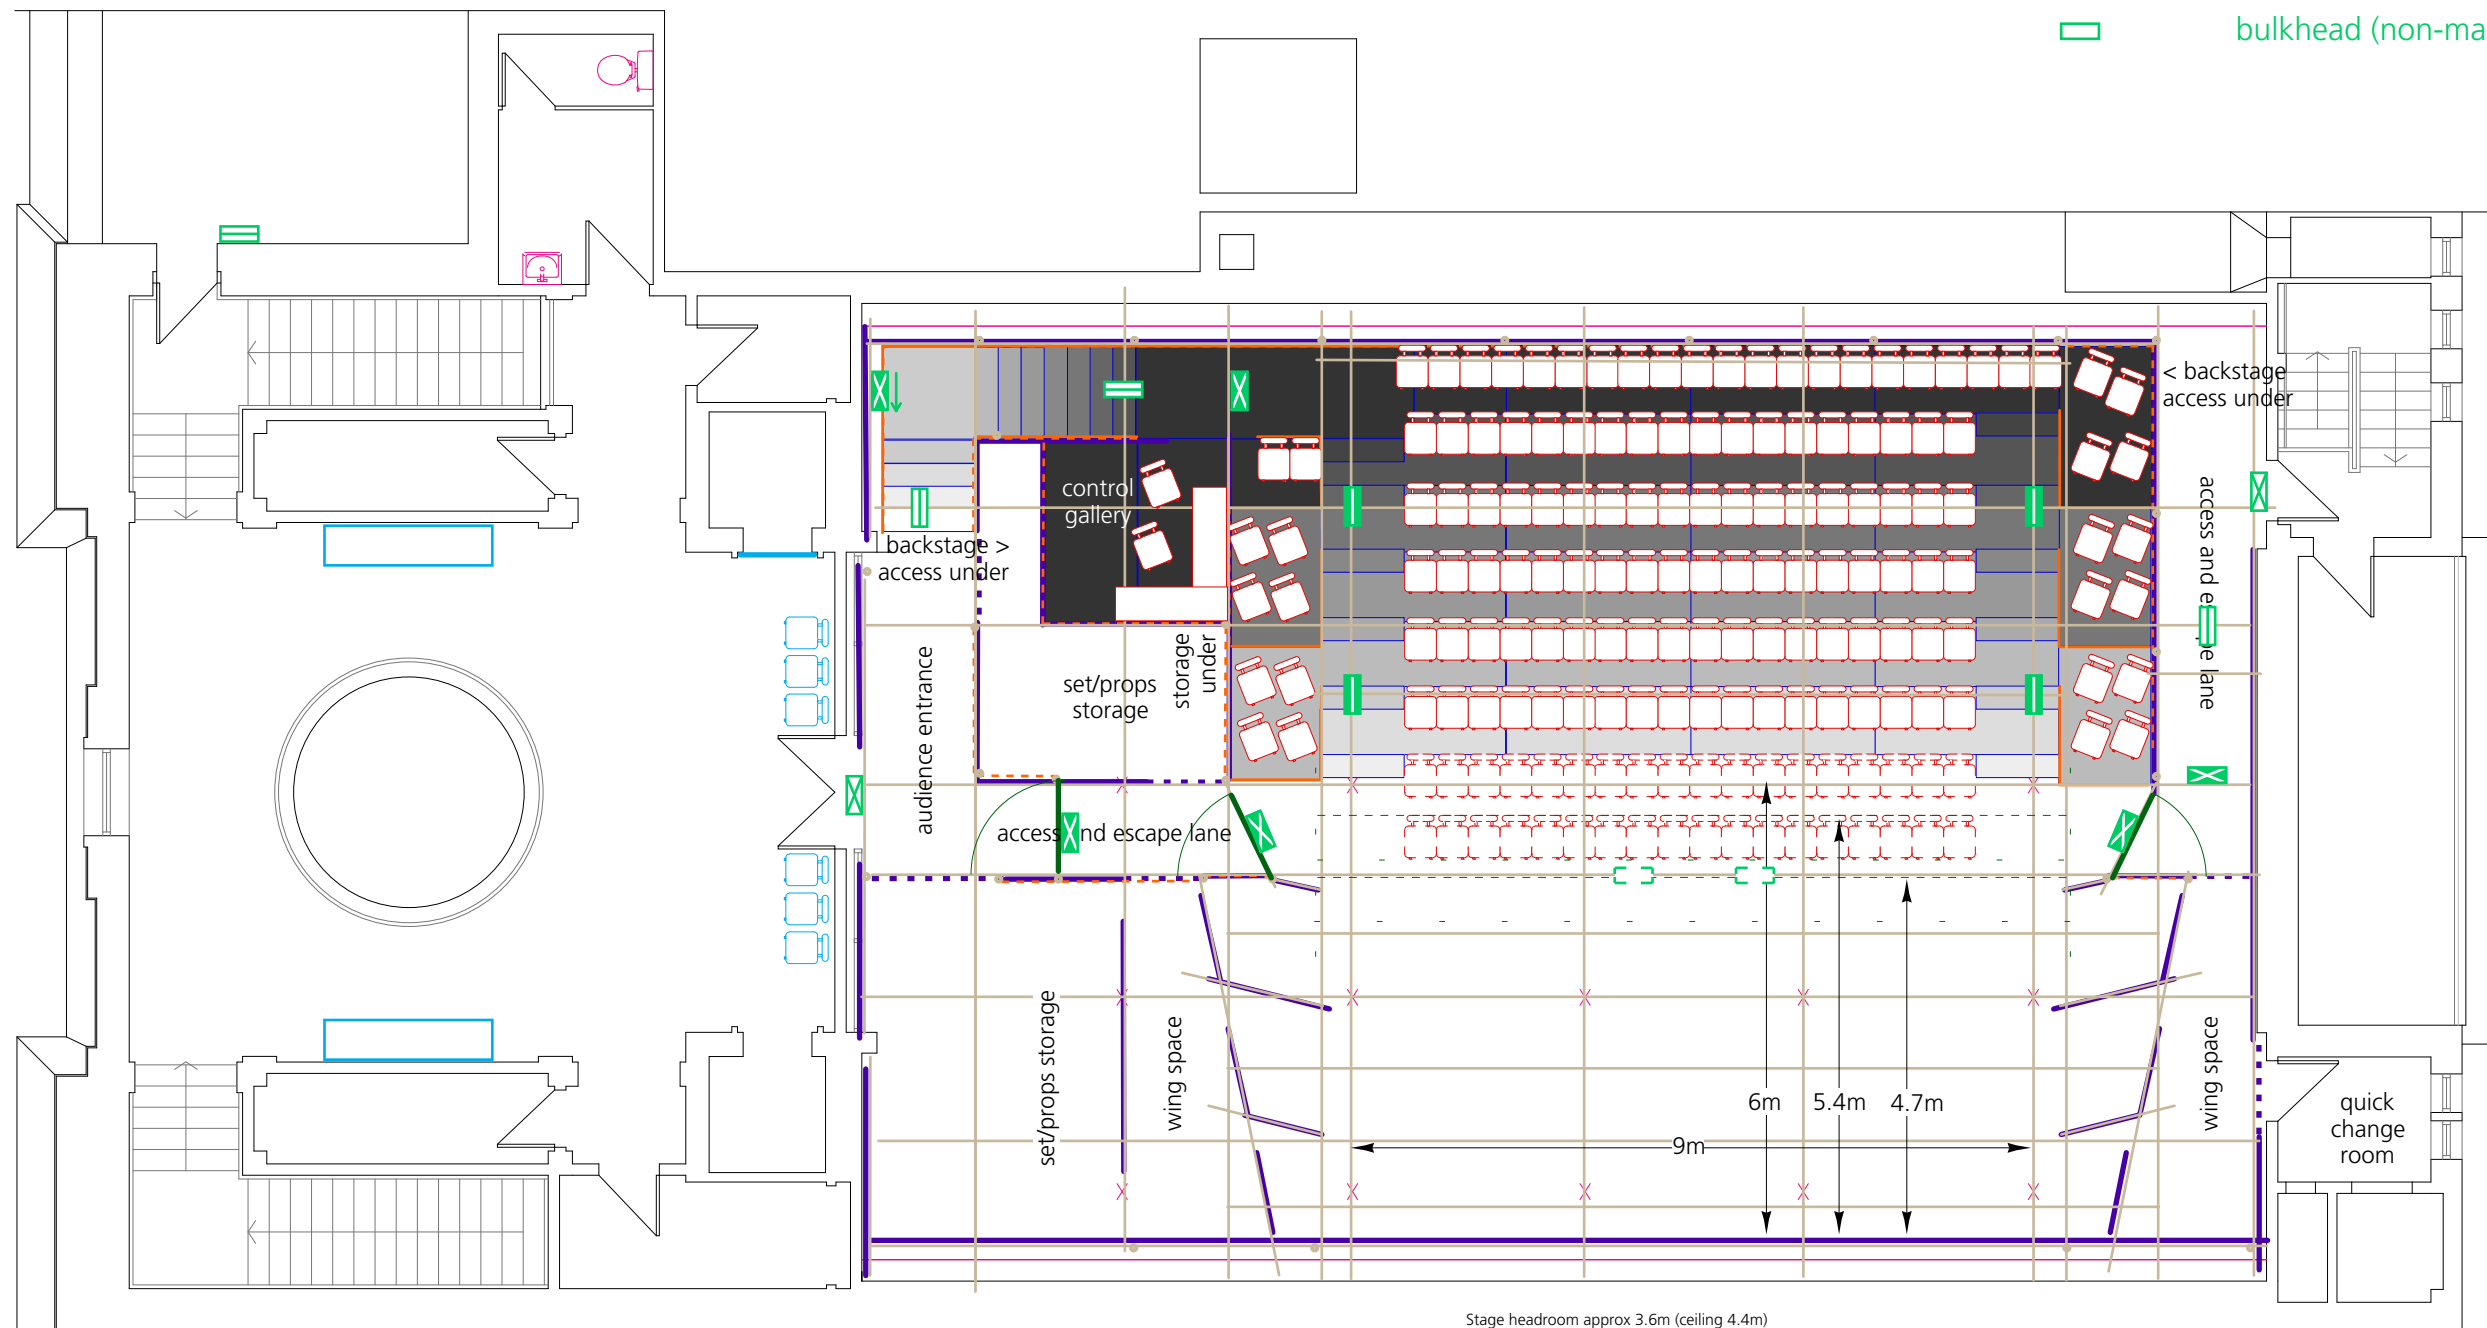 bulkhead (non-ma
< backstage
access under
control
gallery
access and e pe lane
backstage >
access under
storage
under
set/props
storage
audience entrance
access nd escape lane
set/props storage
wing space
6m
5.4m
4.7m
9m
wing space
quick
change
room
Stage headroom approx 3.6m (ceiling 4.4m)